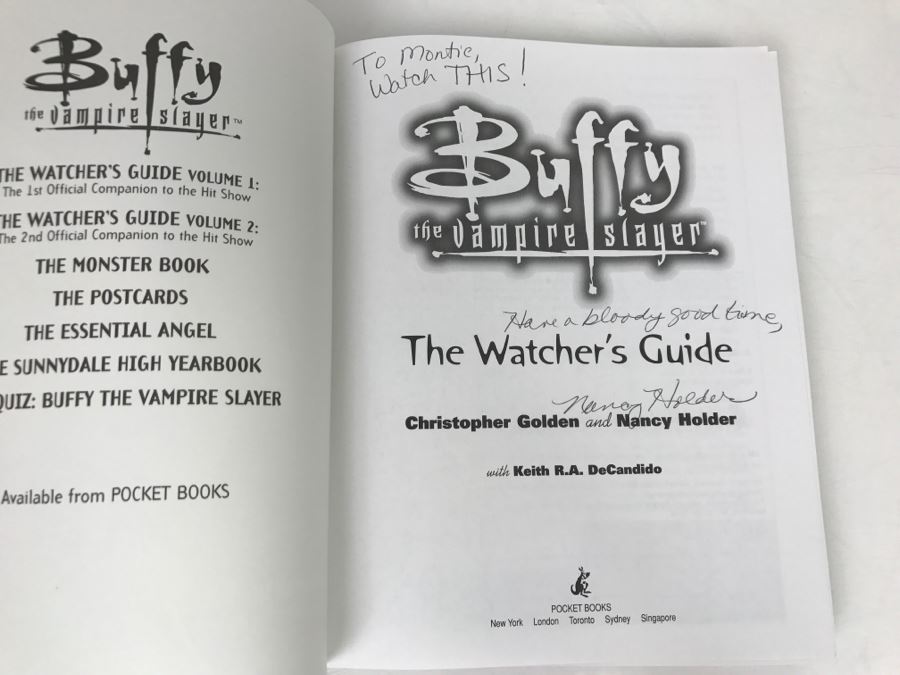 Buffy
the vampire slayer™
THE WATCHER'S GUIDE VOLUME 1:
The 1st Official Companion to the Hit Show
THE WATCHER'S GUIDE VOLUME 2:
The 2nd Official Companion to the Hit Show
THE MONSTER BOOK
THE POSTCARDS
THE ESSENTIAL ANGEL
E SUNNYDALE HIGH YEARBOOK
QUIZ: BUFFY THE VAMPIRE SLAYER
Available from POCKET BOOKS
To Montie,
Watch THIS!
Buffy
the vampire slayer™
Have a bloody good time,
The Watcher's Guide
Nancy Holder
Christopher Golden and Nancy Holder
with Keith R.A. DeCandido
POCKET BOOKS
New York London Toronto Sydney Singapore